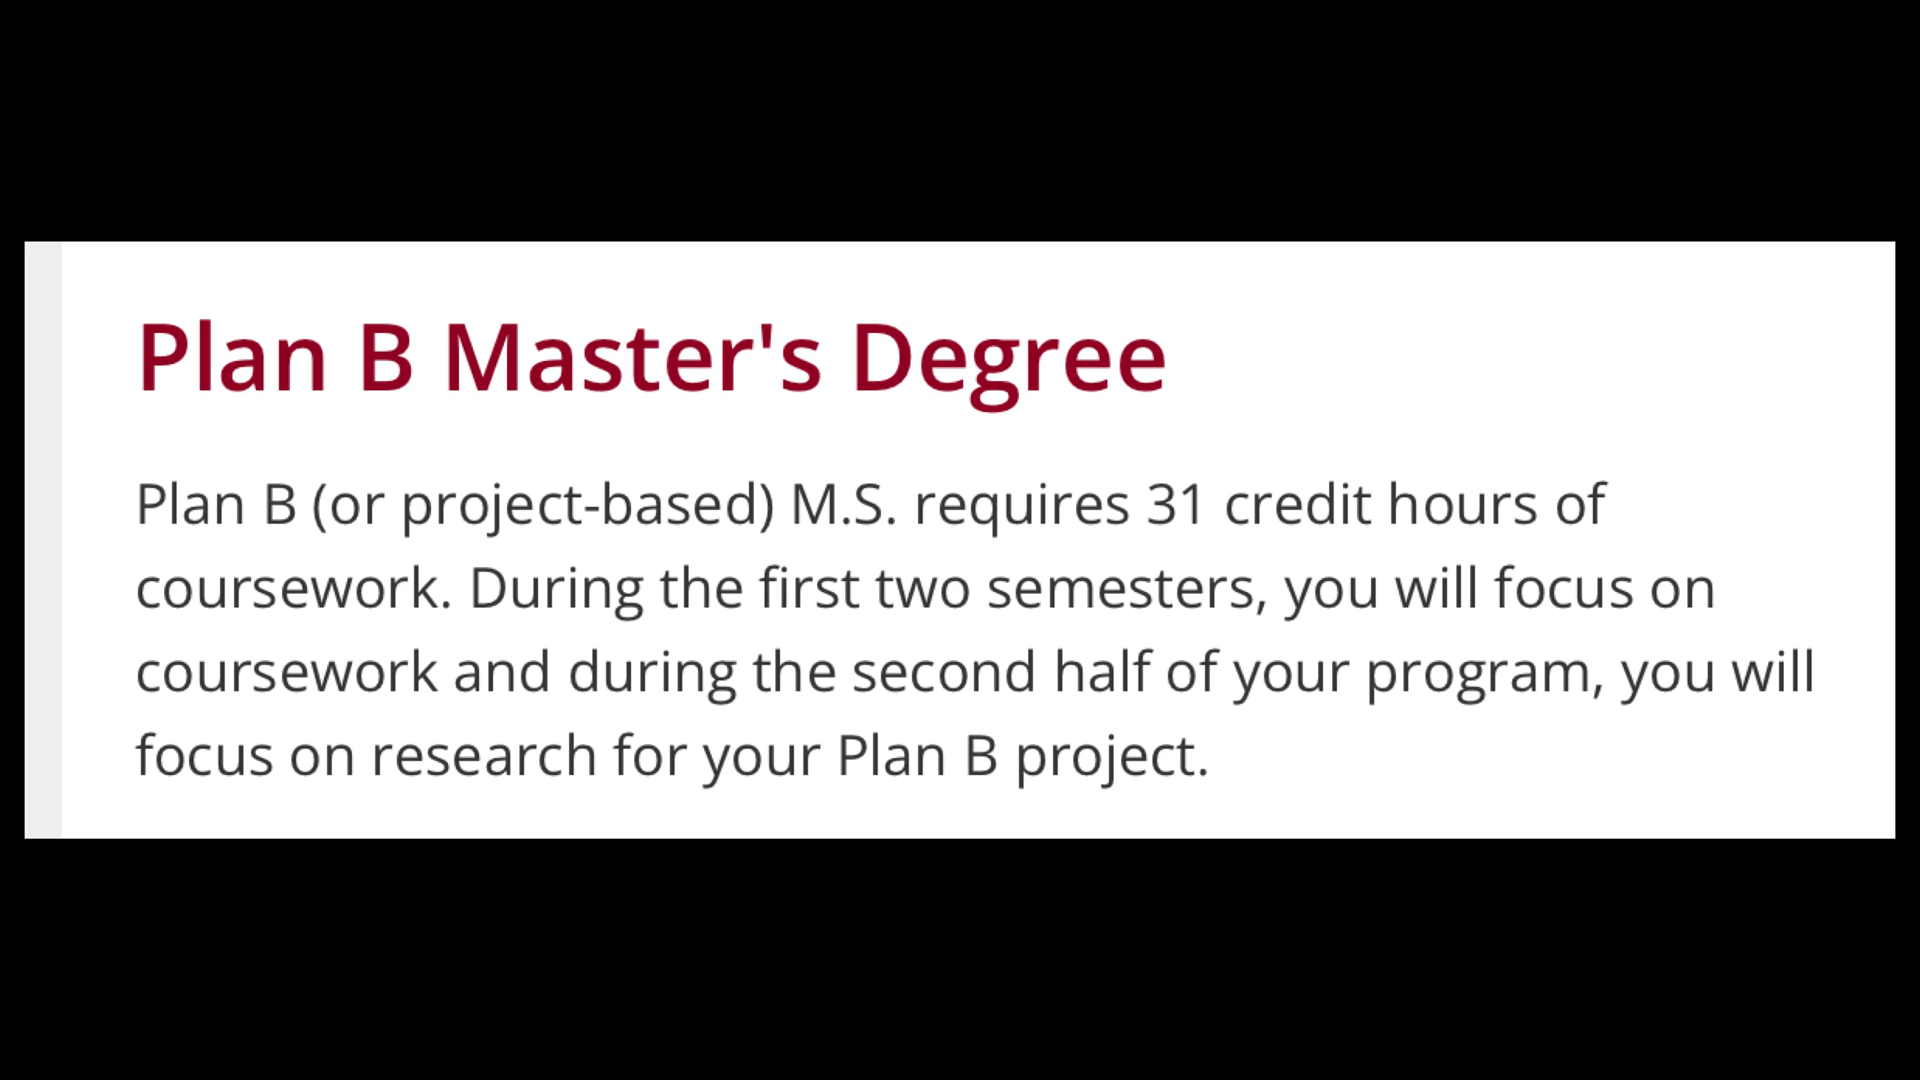 Plan B Master's Degree
Plan B (or project-based) M.S. requires 31 credit hours of
coursework. During the first two semesters, you will focus on
coursework and during the second half of your program, you will
focus on research for your Plan B project.